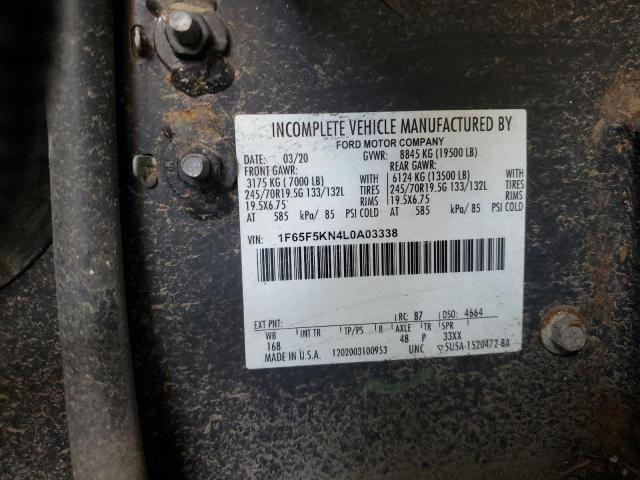 INCOMPLETE VEHICLE MANUFACTURED BY
FORD MOTOR COMPANY
DATE: 03/20 GVWR: 8845 KG (19500 LB)
FRONT GAWR: REAR GAWR:
3175 KG ( 7000 LB) WITH 6124 KG (13500 LB) WITH
245/70R19.5G 133/132L TIRES 245/70R19.5G 133/132L TIRES
19.5X6.75 RIMS 19.5X6.75 RIMS
AT 585 kPa/ 85 PSI COLD AT 585 kPa/ 85 PSI COLD
VIN: 1F65F5KN4L0A03338
EXT PNT: RC: 87 DSO: 4664
WB INT TR TP/PS R AXLE TR SPR
168 48 P 33XX
MADE IN U.S.A. 1202003100953 UNC SU5A-1520472-BA